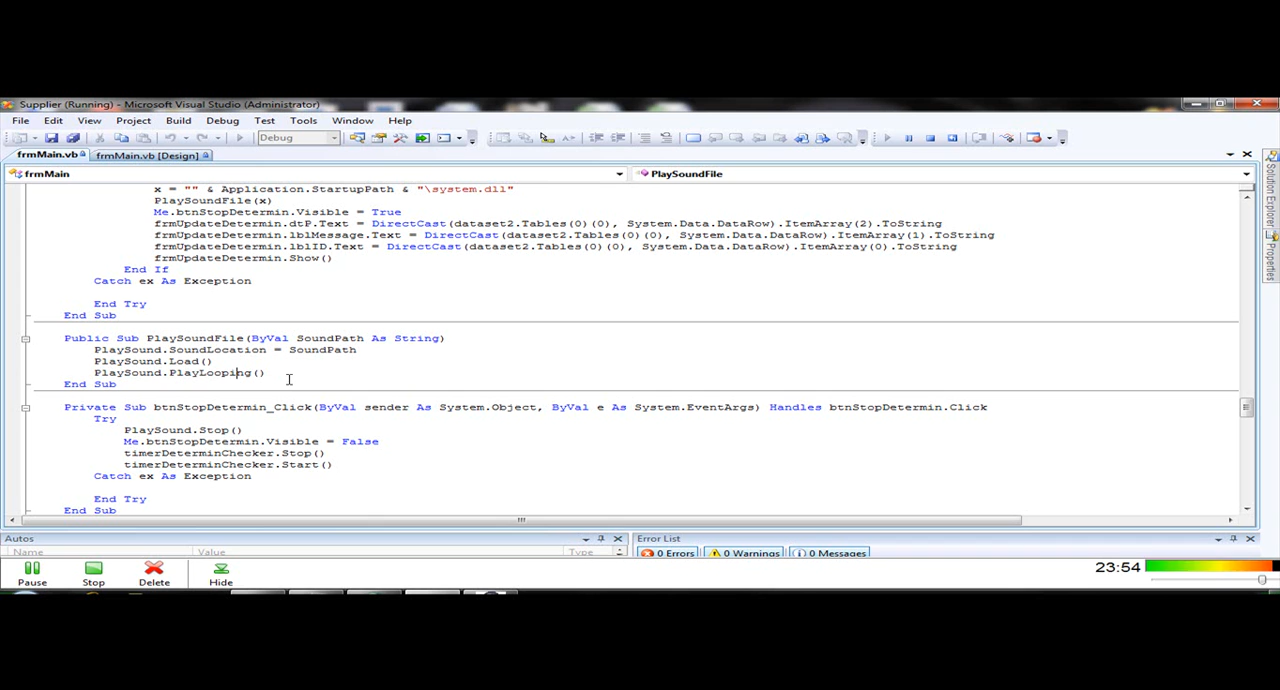 Supplier (Running) - Microsoft Visual Studio (Administrator)
File Edit View Project Build Debug Test Tools Window Help
Debug
frmMain.vb frmMain.vb [Design]
frmMain PlaySoundFile
x = "" & Application.StartupPath & "\system.dll"
PlaySoundFile(x)
Me.btnStopDetermin.Visible = True
frmUpdateDetermin.dtP.Text = DirectCast(dataset2.Tables(0)(0), System.Data.DataRow).ItemArray(2).ToString
frmUpdateDetermin.lblMessage.Text = DirectCast(dataset2.Tables(0)(0), System.Data.DataRow).ItemArray(1).ToString
frmUpdateDetermin.lblID.Text = DirectCast(dataset2.Tables(0)(0), System.Data.DataRow).ItemArray(0).ToString
frmUpdateDetermin.Show()
End If
Catch ex As Exception
End Try
End Sub
Public Sub PlaySoundFile(ByVal SoundPath As String)
PlaySound.SoundLocation = SoundPath
PlaySound.Load()
PlaySound.PlayLooping()
End Sub
Private Sub btnStopDetermin_Click(ByVal sender As System.Object, ByVal e As System.EventArgs) Handles btnStopDetermin.Click
Try
PlaySound.Stop()
Me.btnStopDetermin.Visible = False
timerDeterminChecker.Stop()
timerDeterminChecker.Start()
Catch ex As Exception
End Try
End Sub
Solution Explorer
Properties
Autos Error List
Name Value Type 0 Errors 0 Warnings 0 Messages
Pause Stop Delete Hide 23:54